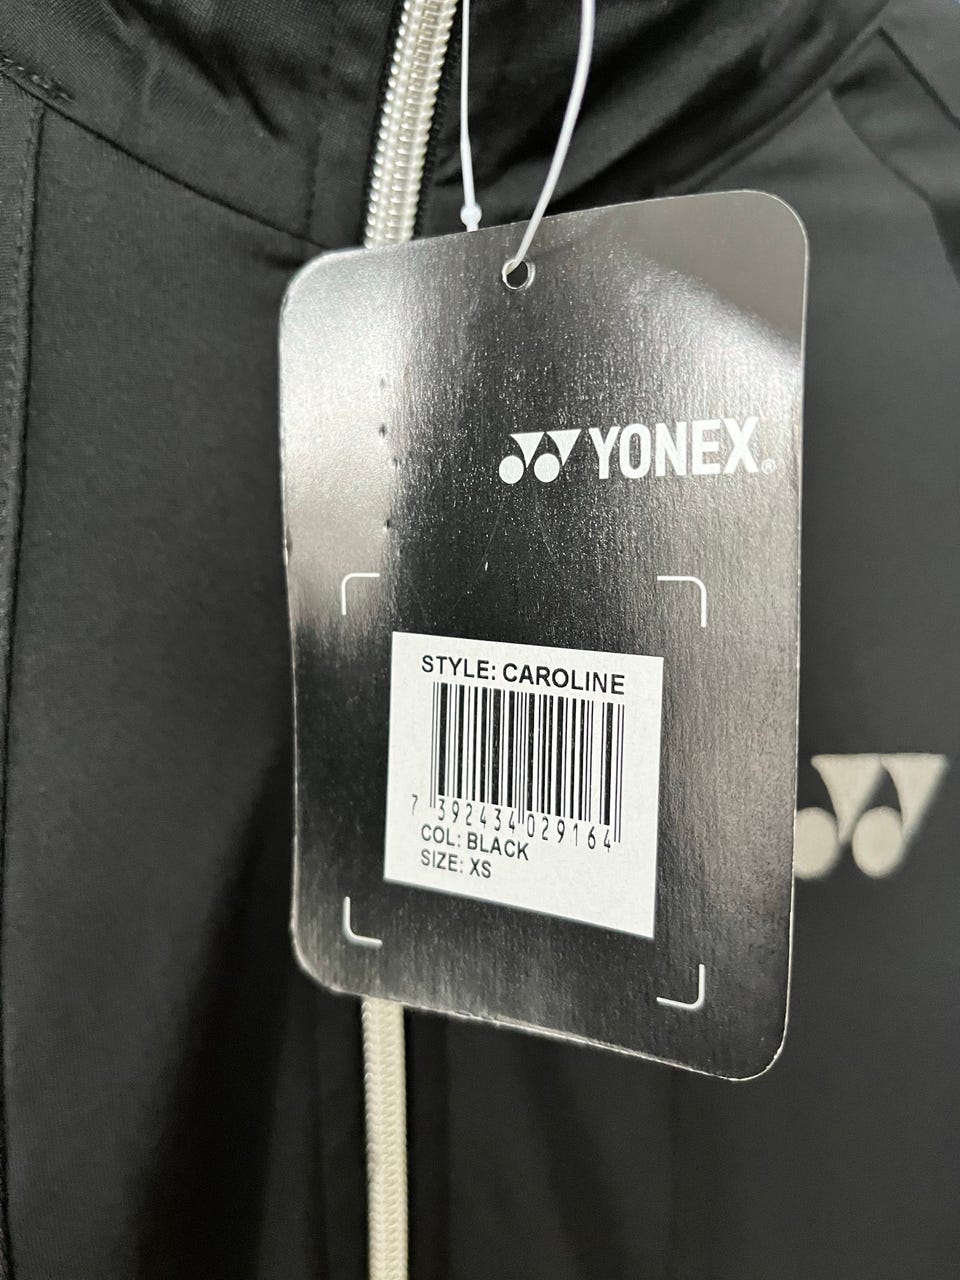 YONEX®
STYLE: CAROLINE
7 392434 029164
COL: BLACK
SIZE: XS